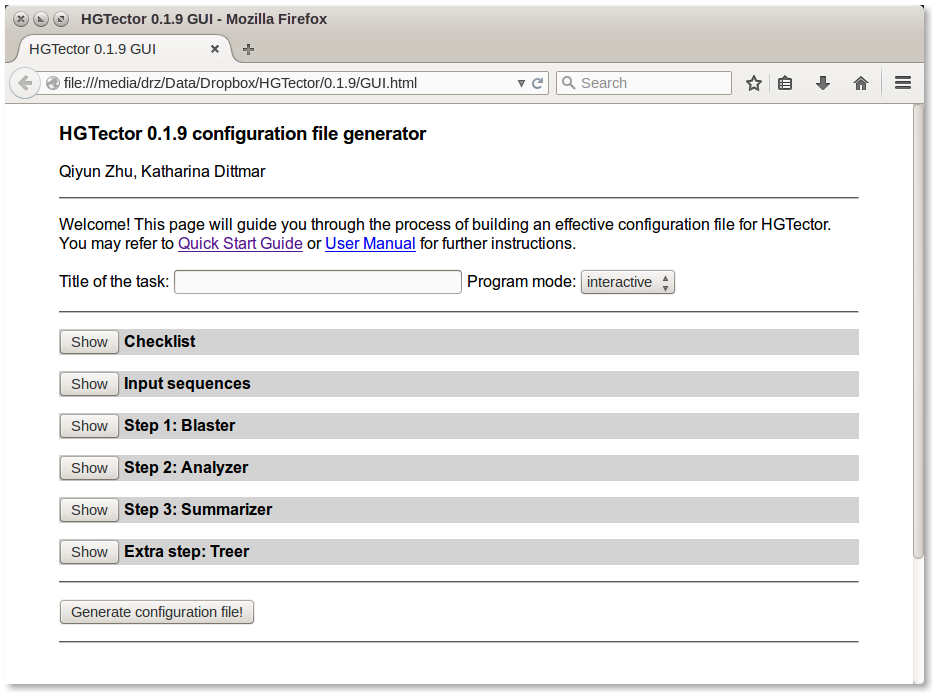 HGTector 0.1.9 GUI - Mozilla Firefox
HGTector 0.1.9 GUI
file:///media/drz/Data/Dropbox/HGTector/0.1.9/GUI.html Search
HGTector 0.1.9 configuration file generator
Qiyun Zhu, Katharina Dittmar
Welcome! This page will guide you through the process of building an effective configuration file for HGTector.
You may refer to Quick Start Guide or User Manual for further instructions.
Title of the task: Program mode: interactive
Show Checklist
Show Input sequences
Show Step 1: Blaster
Show Step 2: Analyzer
Show Step 3: Summarizer
Show Extra step: Treer
Generate configuration file!